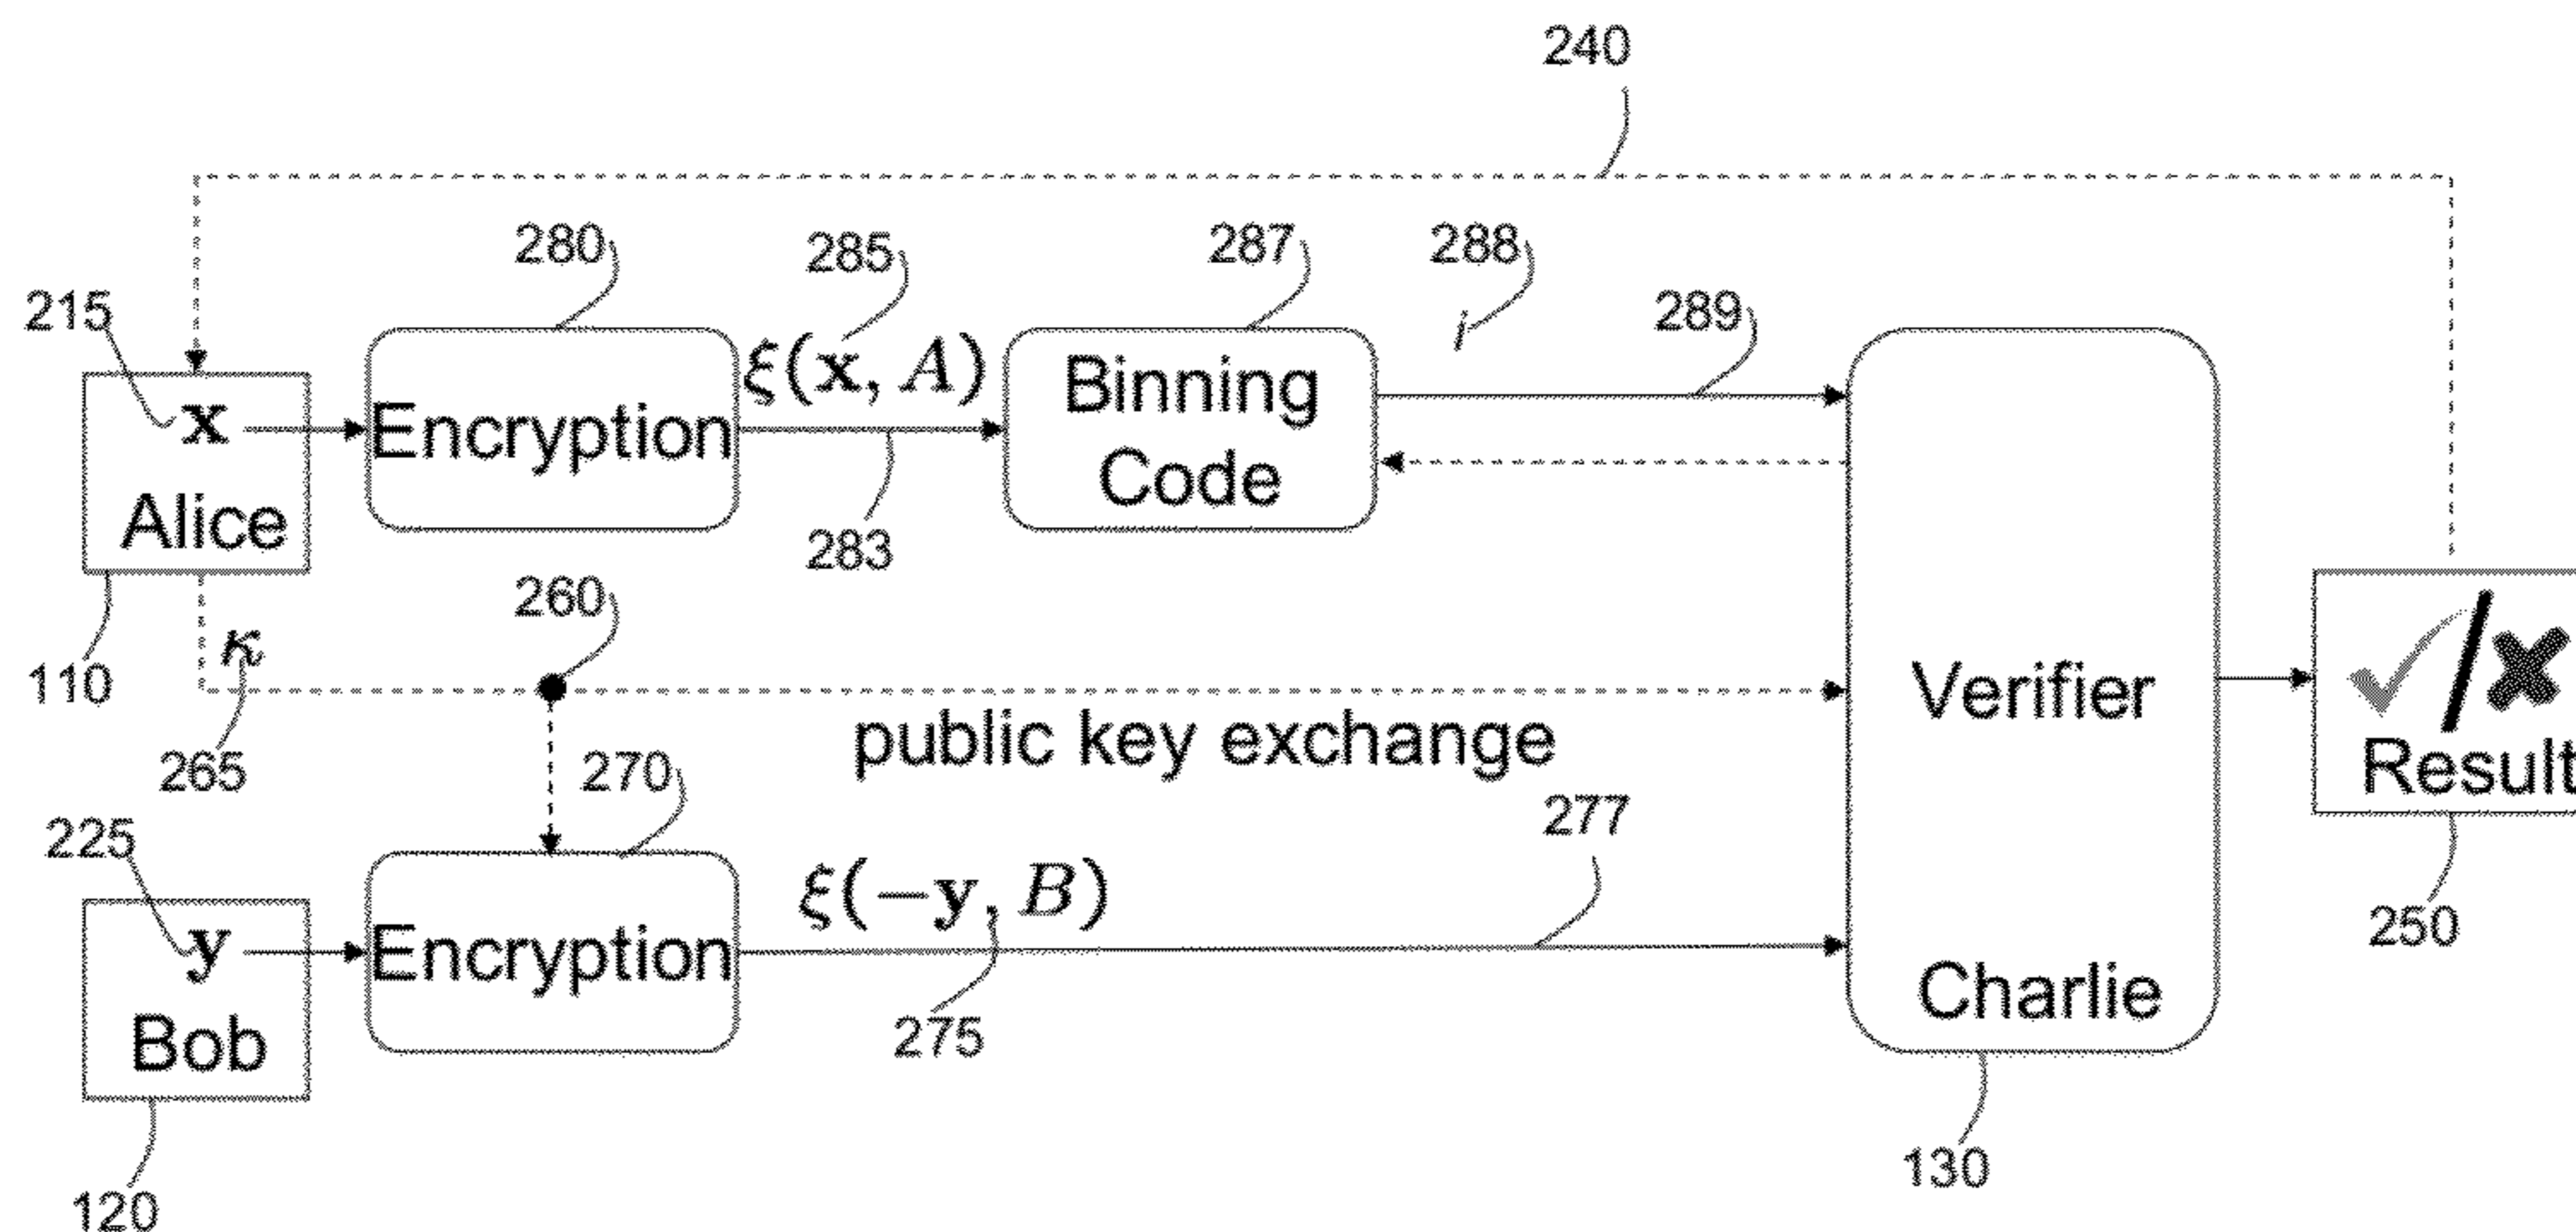 240
280
285
287
288
215
289
ξ(x, A)
i
x
Encryption
Binning
Code
Alice
283
260
110
κ
265
public key exchange
Verifier
Result
270
225
277
ξ(−y, B)
y
Encryption
Bob
275
Charlie
250
120
130